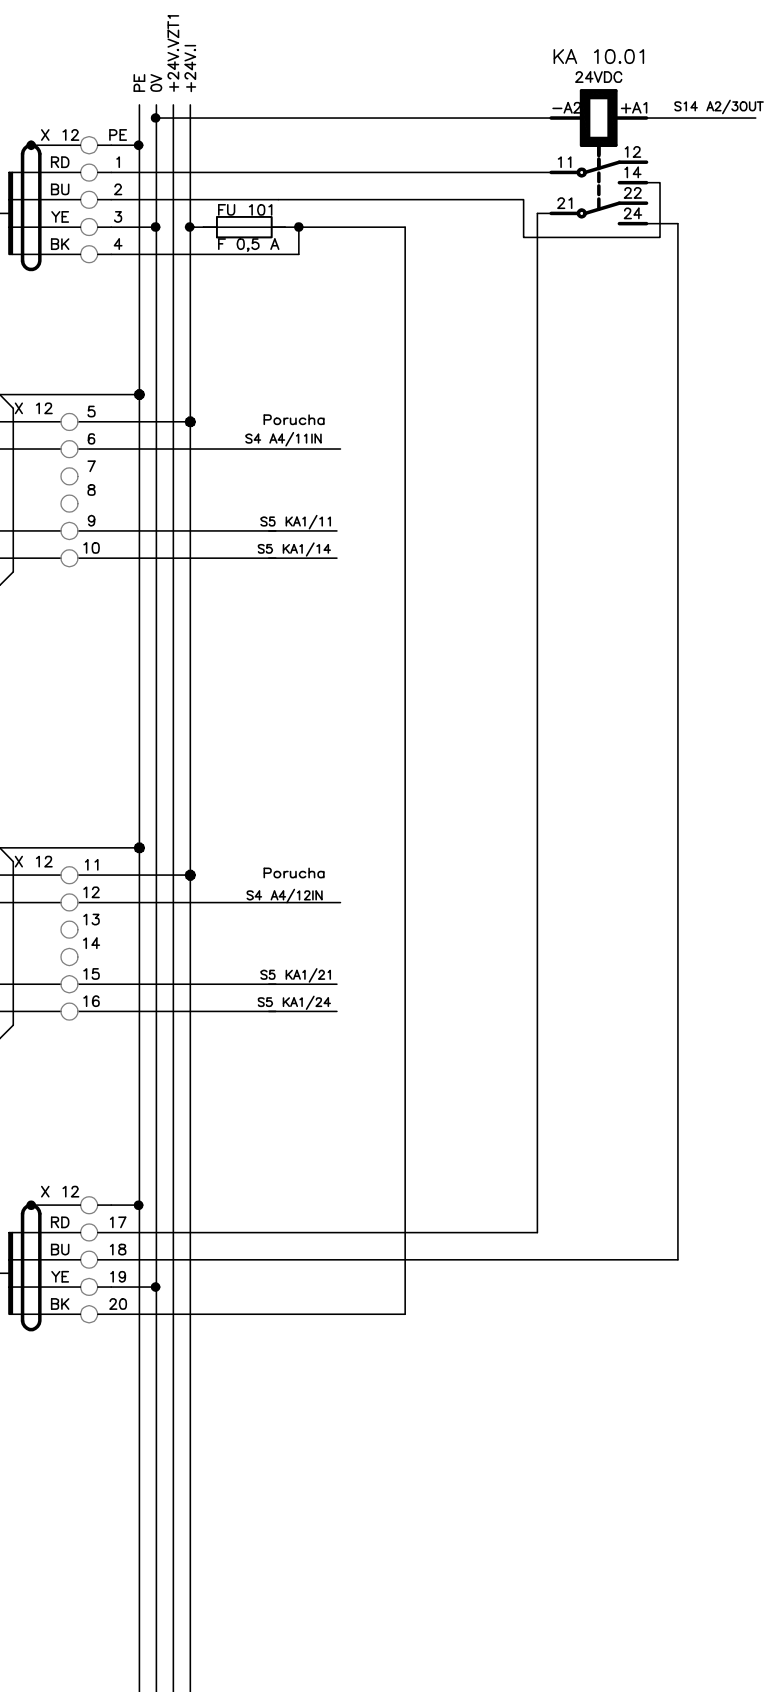 PE
0V
+24V.VZT1
+24V.I
KA 10.01
24VDC
-A2
+A1
S14 A2/3OUT
X 12
PE
RD
1
11
12
14
BU
2
22
YE
3
FU 101
21
24
BK
4
F 0,5 A
X 12
5
Porucha
6
S4 A4/11IN
7
8
9
S5 KA1/11
10
S5 KA1/14
X 12
11
Porucha
12
S4 A4/12IN
13
14
15
S5 KA1/21
16
S5 KA1/24
X 12
RD
17
BU
18
YE
19
BK
20